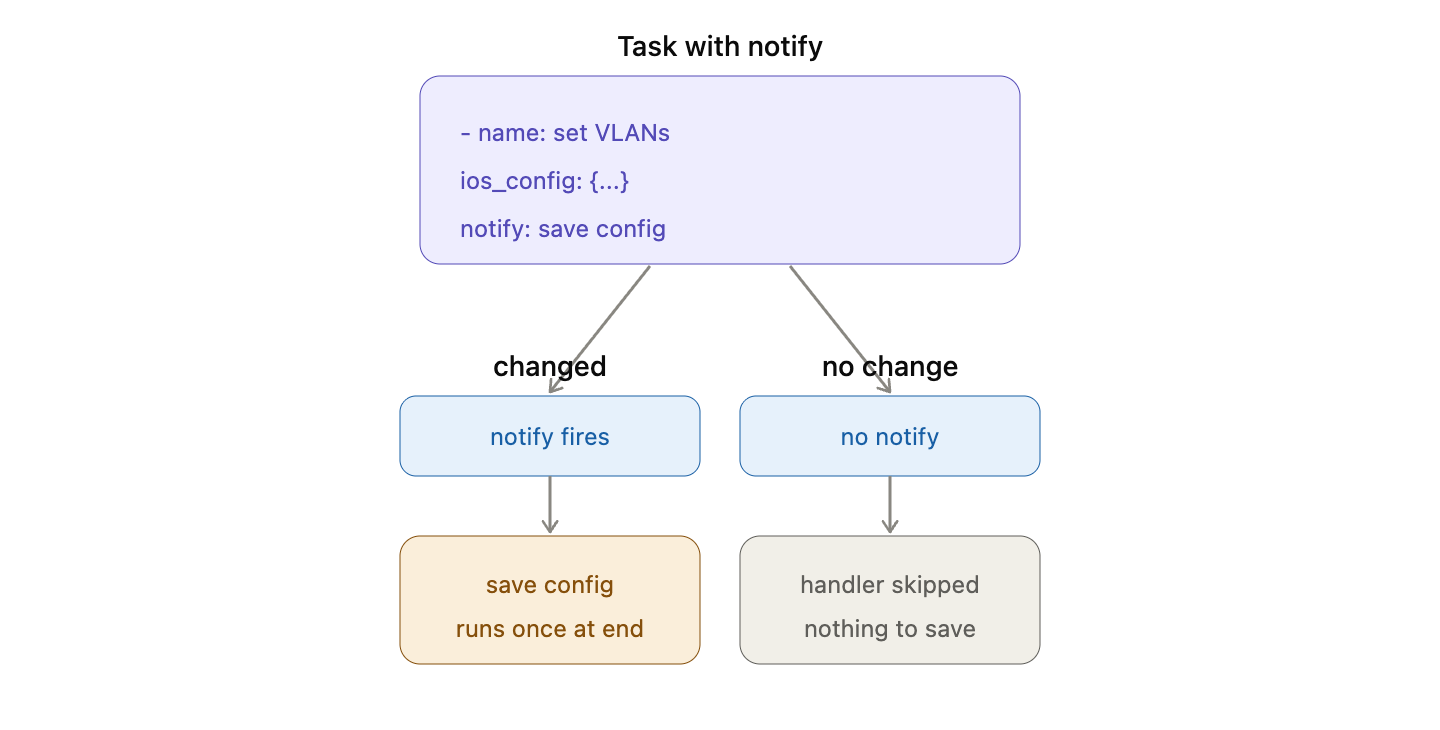 Task with notify
- name: set VLANs
ios_config: {...}
notify: save config
changed
no change
notify fires
no notify
save config
runs once at end
handler skipped
nothing to save